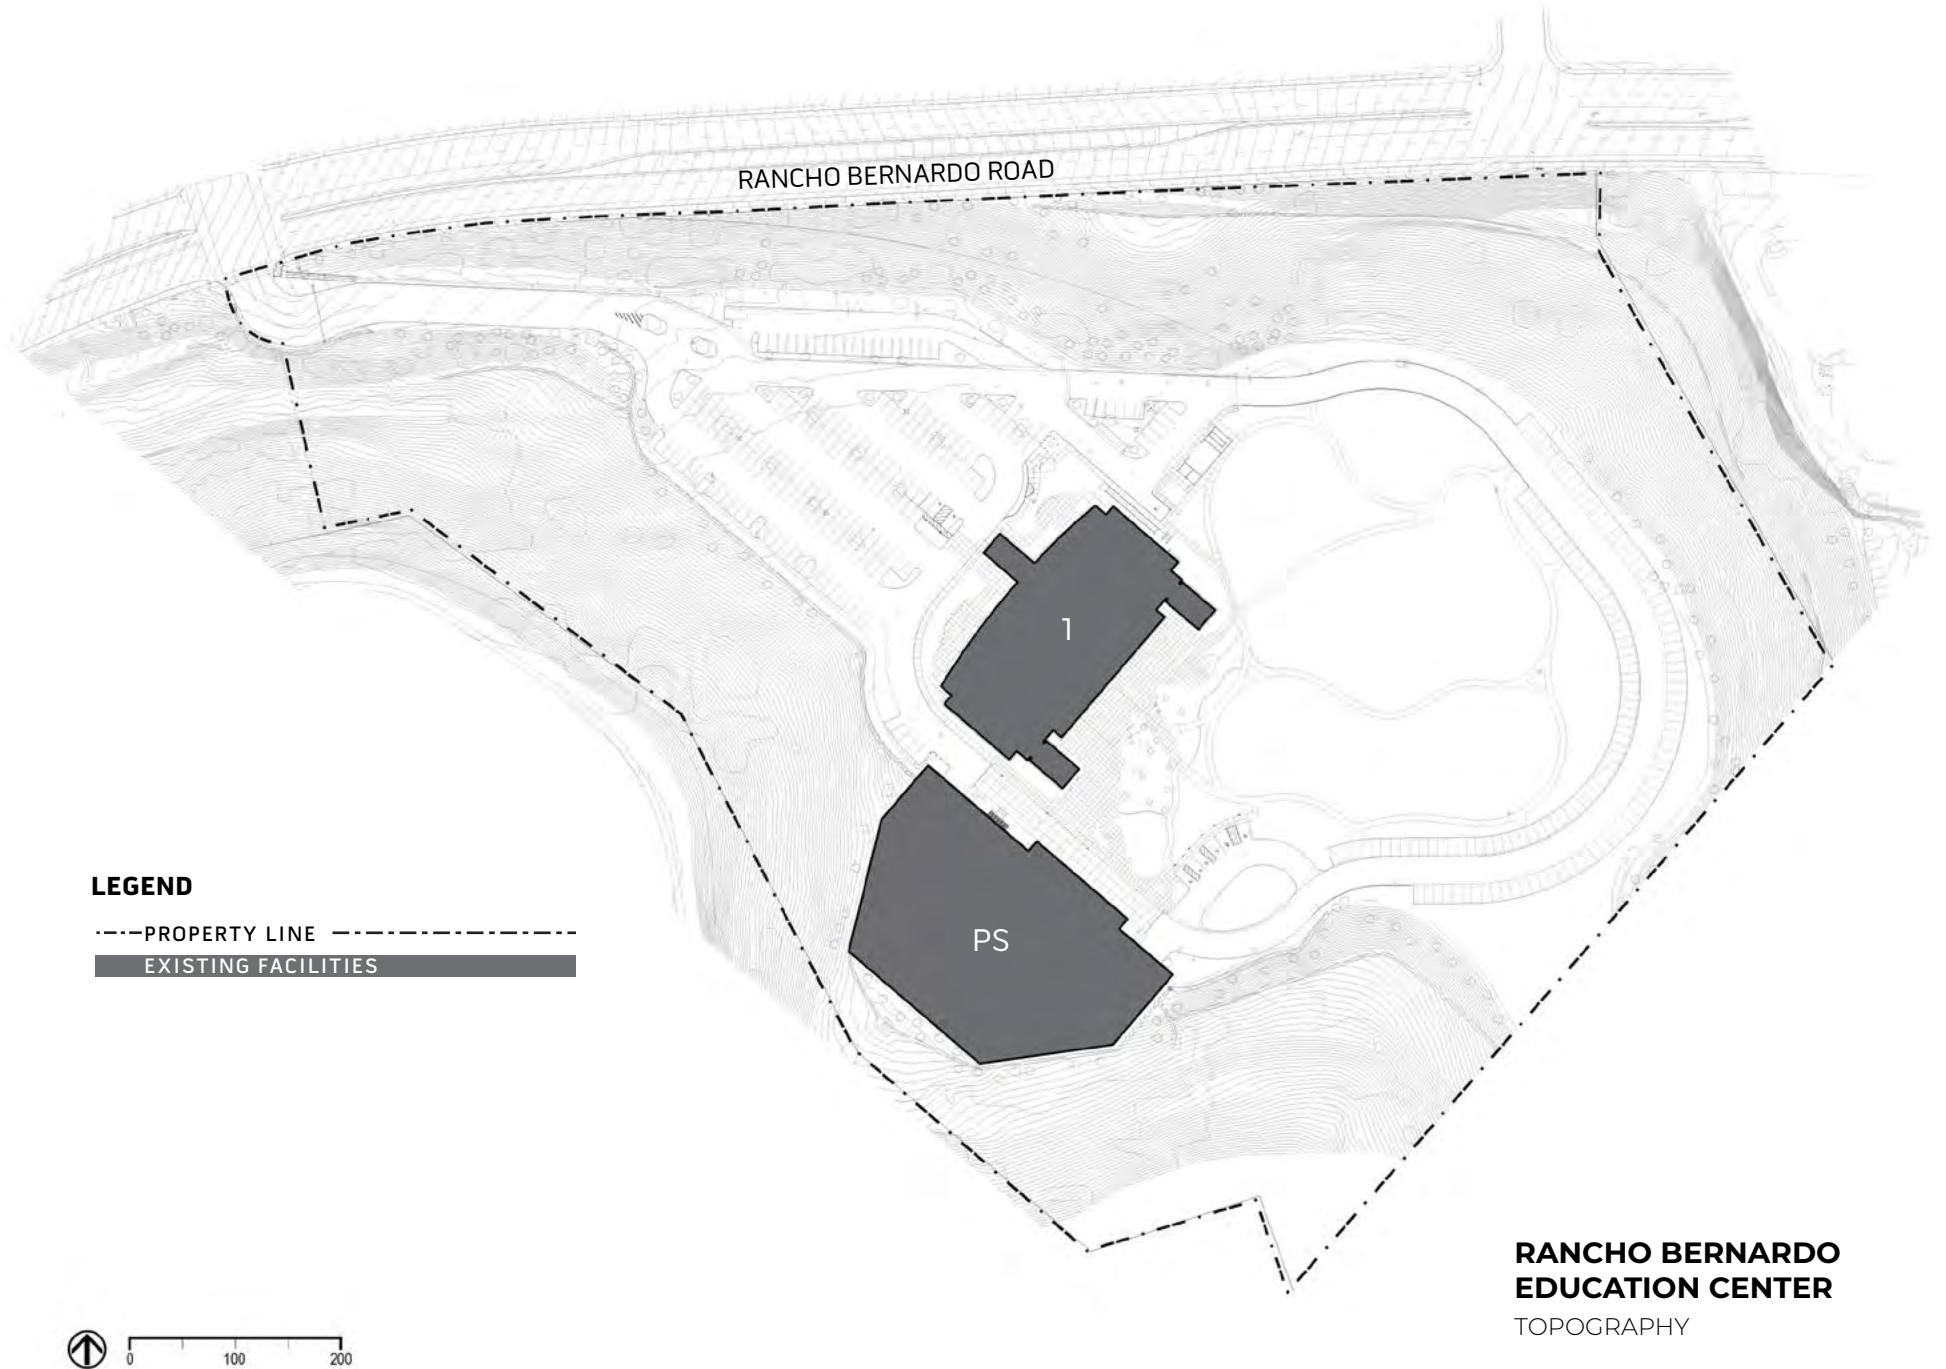 RANCHO BERNARDO ROAD
1
PS
LEGEND
PROPERTY LINE
EXISTING FACILITIES
0 100 200
RANCHO BERNARDO
EDUCATION CENTER
TOPOGRAPHY